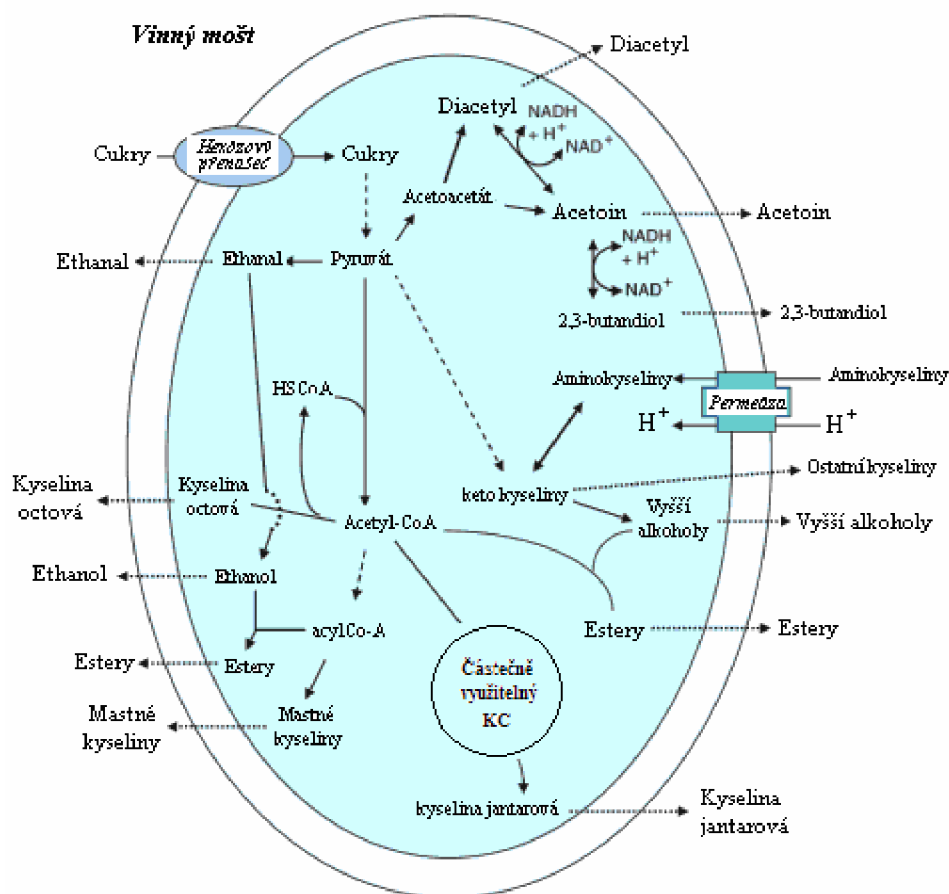 Vinný mošt
Diacetyl
Diacetyl
NADH
+ H+
NAD+
Cukry
Hexózový
přenašeč
Cukry
Acetoacetát
Acetoin
Acetoin
NADH
+ H+
NAD+
Ethanal
Ethanal
Pyruvát
2,3-butandiol
2,3-butandiol
HSCoA
Aminokyseliny
Permeáza
Aminokyseliny
H+
H+
Kyselina
octová
Kyselina
octová
keto kyseliny
Ostatní kyseliny
Acetyl-CoA
Vyšší
alkoholy
Vyšší alkoholy
Ethanol
Ethanol
acylCo-A
Estery
Estery
Estery
Estery
Částečně
využitelný
KC
Mastné
kyseliny
Mastné
kyseliny
kyselina jantarová
Kyselina
jantarová